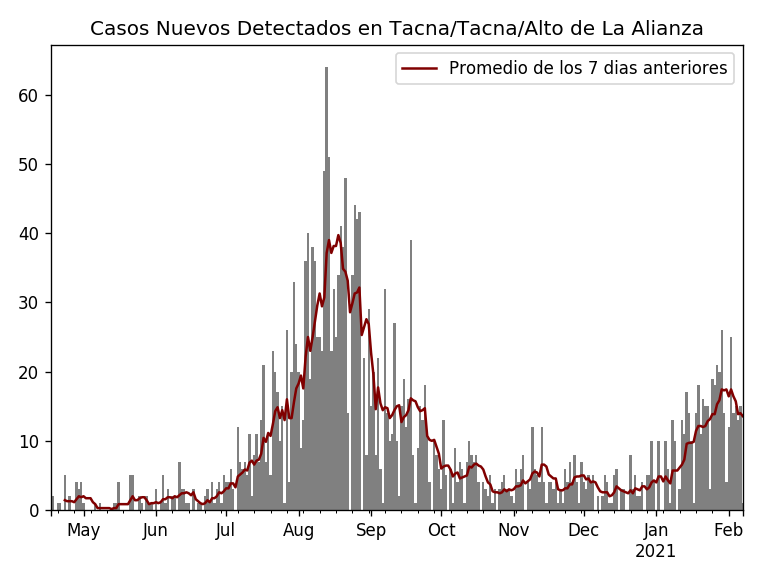 Casos Nuevos Detectados en Tacna/Tacna/Alto de La Alianza
Promedio de los 7 dias anteriores
60
50
40
30
20
10
0
May Jun Jul Aug Sep Oct Nov Dec Jan Feb
2021